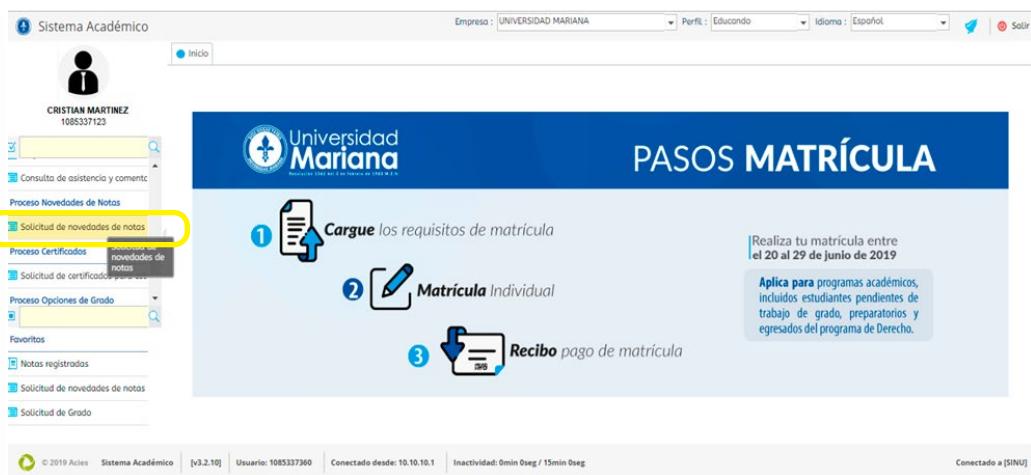 Sistema Académico
Empresa : UNIVERSIDAD MARIANA
Perfil : Educando
Idioma : Español
Salir
Inicio
CRISTIAN MARTINEZ
1085337123
Consulta de asistencia y comentc
Proceso Novedades de Notas
Solicitud de novedades de notas
novedades de
notas
Proceso Certificados
Solicitud de certificados
Proceso Opciones de Grado
Favoritos
Notas registradas
Solicitud de novedades de notas
Solicitud de Grado
Universidad
Mariana
PASOS MATRÍCULA
1 Cargue los requisitos de matrícula
2 Matrícula Individual
3 Recibo pago de matrícula
Realiza tu matrícula entre
el 20 al 29 de junio de 2019
Aplica para programas académicos,
incluidos estudiantes pendientes de
trabajo de grado, preparatorios y
egresados del programa de Derecho.
© 2019 Acies Sistema Académico [v3.2.10] Usuario: 1085337360 Conectado desde: 10.10.10.1 Inactividad: 0min 0seg / 15min 0seg Conectado a [SINU]